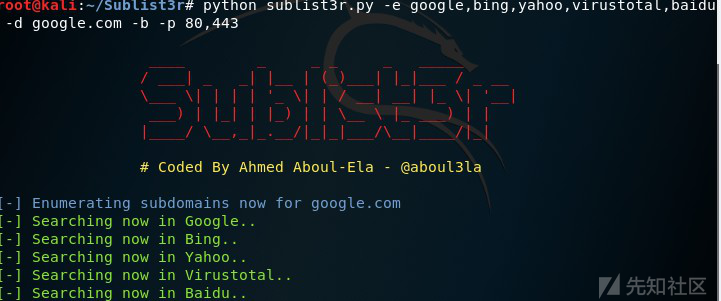 root@kali:~/Sublist3r# python sublist3r.py -e google,bing,yahoo,virustotal,baidu
-d google.com -b -p 80,443
Sublist3r
# Coded By Ahmed Aboul-Ela - @aboul3la
[-] Enumerating subdomains now for google.com
[-] Searching now in Google..
[-] Searching now in Bing..
[-] Searching now in Yahoo..
[-] Searching now in Virustotal..
[-] Searching now in Baidu..
先知社区